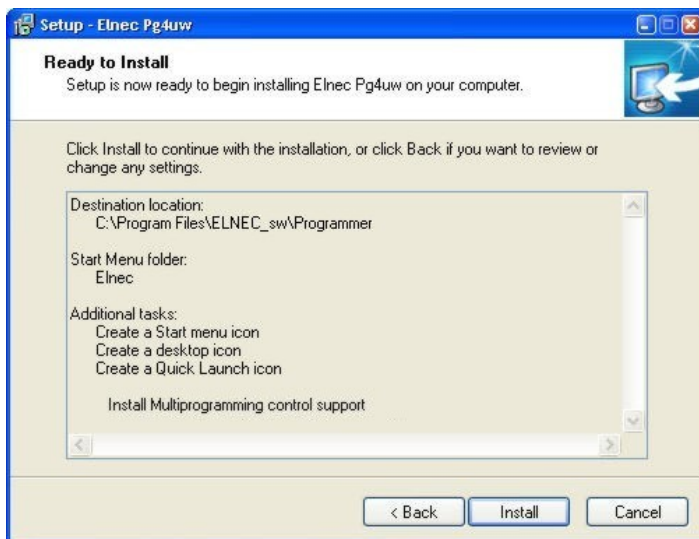 Setup - Elnec Pg4uw
Ready to Install
Setup is now ready to begin installing Elnec Pg4uw on your computer.
Click Install to continue with the installation, or click Back if you want to review or
change any settings.
Destination location:
C:\Program Files\ELNEC_sw\Programmer
Start Menu folder:
Elnec
Additional tasks:
Create a Start menu icon
Create a desktop icon
Create a Quick Launch icon
Install Multiprogramming control support
< Back Install Cancel